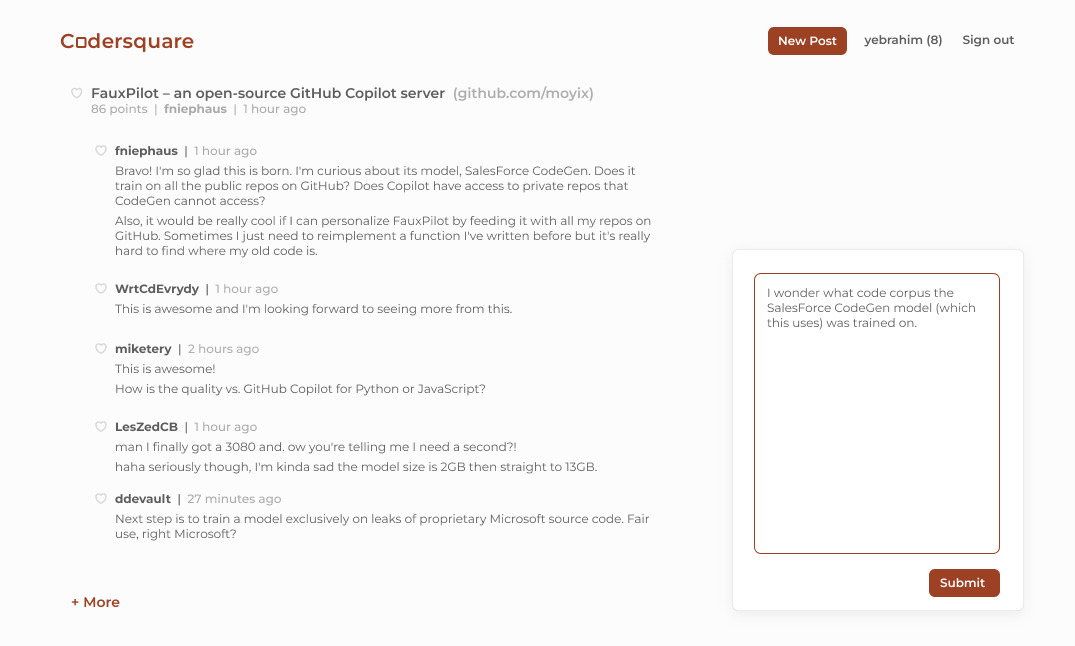 Codersquare
New Post
yebrahim (8)
Sign out
FauxPilot – an open-source GitHub Copilot server (github.com/moyix)
86 points | fniephaus | 1 hour ago
fniephaus | 1 hour ago
Bravo! I'm so glad this is born. I'm curious about its model, SalesForce CodeGen. Does it
train on all the public repos on GitHub? Does Copilot have access to private repos that
CodeGen cannot access?
Also, it would be really cool if I can personalize FauxPilot by feeding it with all my repos on
GitHub. Sometimes I just need to reimplement a function I've written before but it's really
hard to find where my old code is.
WrtCdEvrydy | 1 hour ago
This is awesome and I'm looking forward to seeing more from this.
miketery | 2 hours ago
This is awesome!
How is the quality vs. GitHub Copilot for Python or JavaScript?
LesZedCB | 1 hour ago
man I finally got a 3080 and. ow you're telling me I need a second?!
haha seriously though, I'm kinda sad the model size is 2GB then straight to 13GB.
ddevault | 27 minutes ago
Next step is to train a model exclusively on leaks of proprietary Microsoft source code. Fair
use, right Microsoft?
+ More
I wonder what code corpus the
SalesForce CodeGen model (which
this uses) was trained on.
Submit